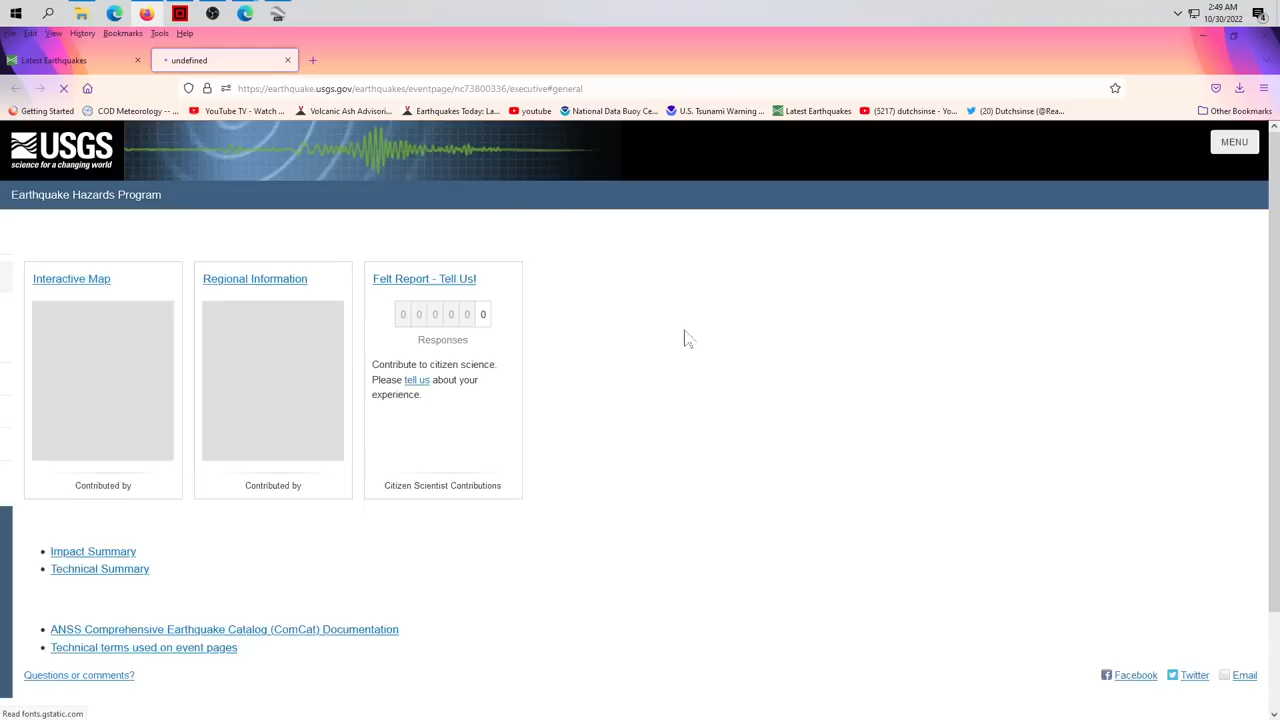 2:49 AM
10/30/2022
4
File Edit View History Bookmarks Tools Help
Latest Earthquakes
undefined
https://earthquake.usgs.gov/earthquakes/eventpage/nc73800336/executive#general
Getting Started COD Meteorology -- ... YouTube TV - Watch ... Volcanic Ash Advisori... Earthquakes Today: La... youtube National Data Buoy Ce... U.S. Tsunami Warning ... Latest Earthquakes (5217) dutchsinse - Yo... (20) Dutchsinse (@Rea... Other Bookmarks
USGS
science for a changing world
MENU
Earthquake Hazards Program
Interactive Map
Contributed by
Regional Information
Contributed by
Felt Report - Tell Us!
0 0 0 0 0 0
Responses
Contribute to citizen science.
Please tell us about your
experience.
Citizen Scientist Contributions
• Impact Summary
• Technical Summary
• ANSS Comprehensive Earthquake Catalog (ComCat) Documentation
• Technical terms used on event pages
Questions or comments?
Facebook Twitter Email
Read fonts.gstatic.com